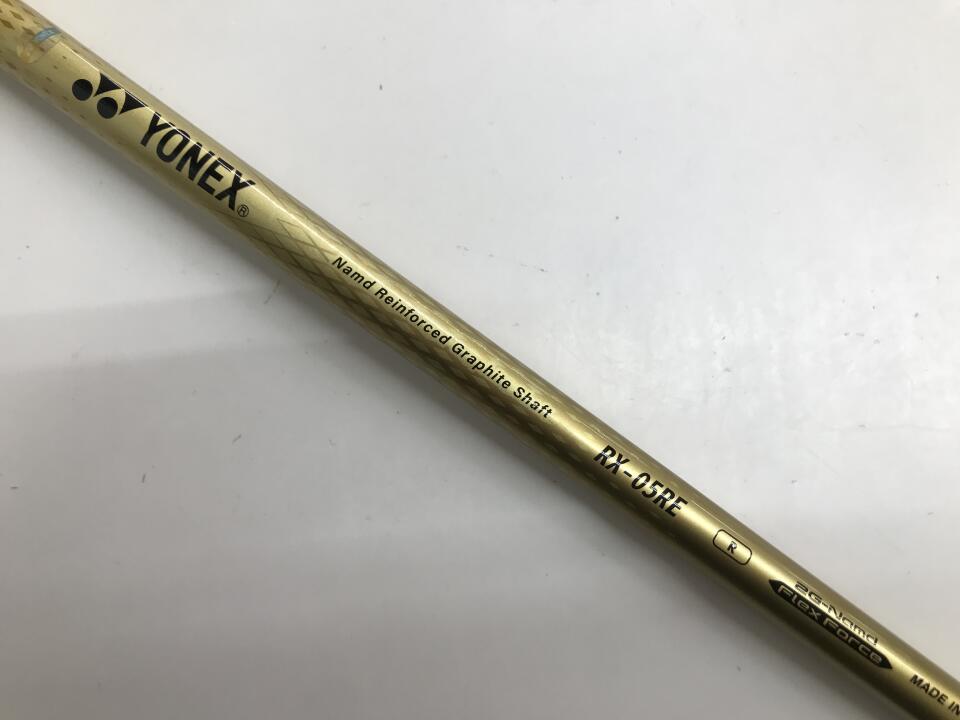 YONEX®
Namd Reinforced Graphite Shaft
RX-05RE
R
2G-Namd
Flex Force
MADE IN